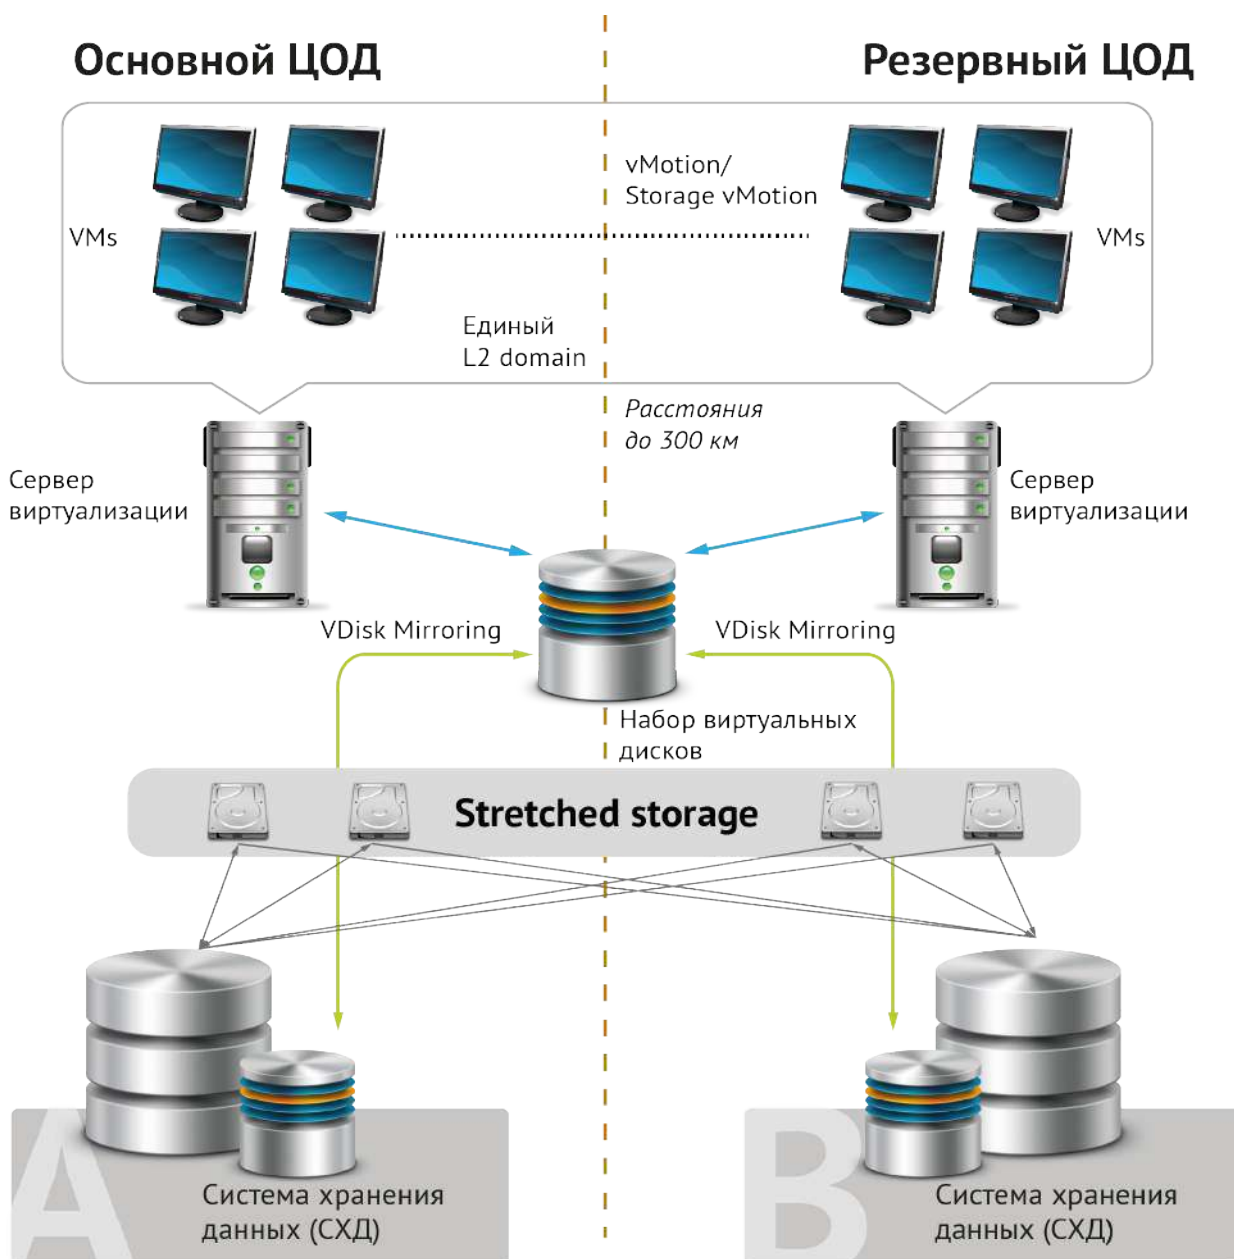 Основной ЦОД
Резервный ЦОД
vMotion/
Storage vMotion
VMs
VMs
Единый
L2 domain
Расстояния
до 300 км
Сервер
виртуализации
Сервер
виртуализации
VDisk Mirroring
VDisk Mirroring
Набор виртуальных
дисков
Stretched storage
A
Система хранения
данных (СХД)
B
Система хранения
данных (СХД)